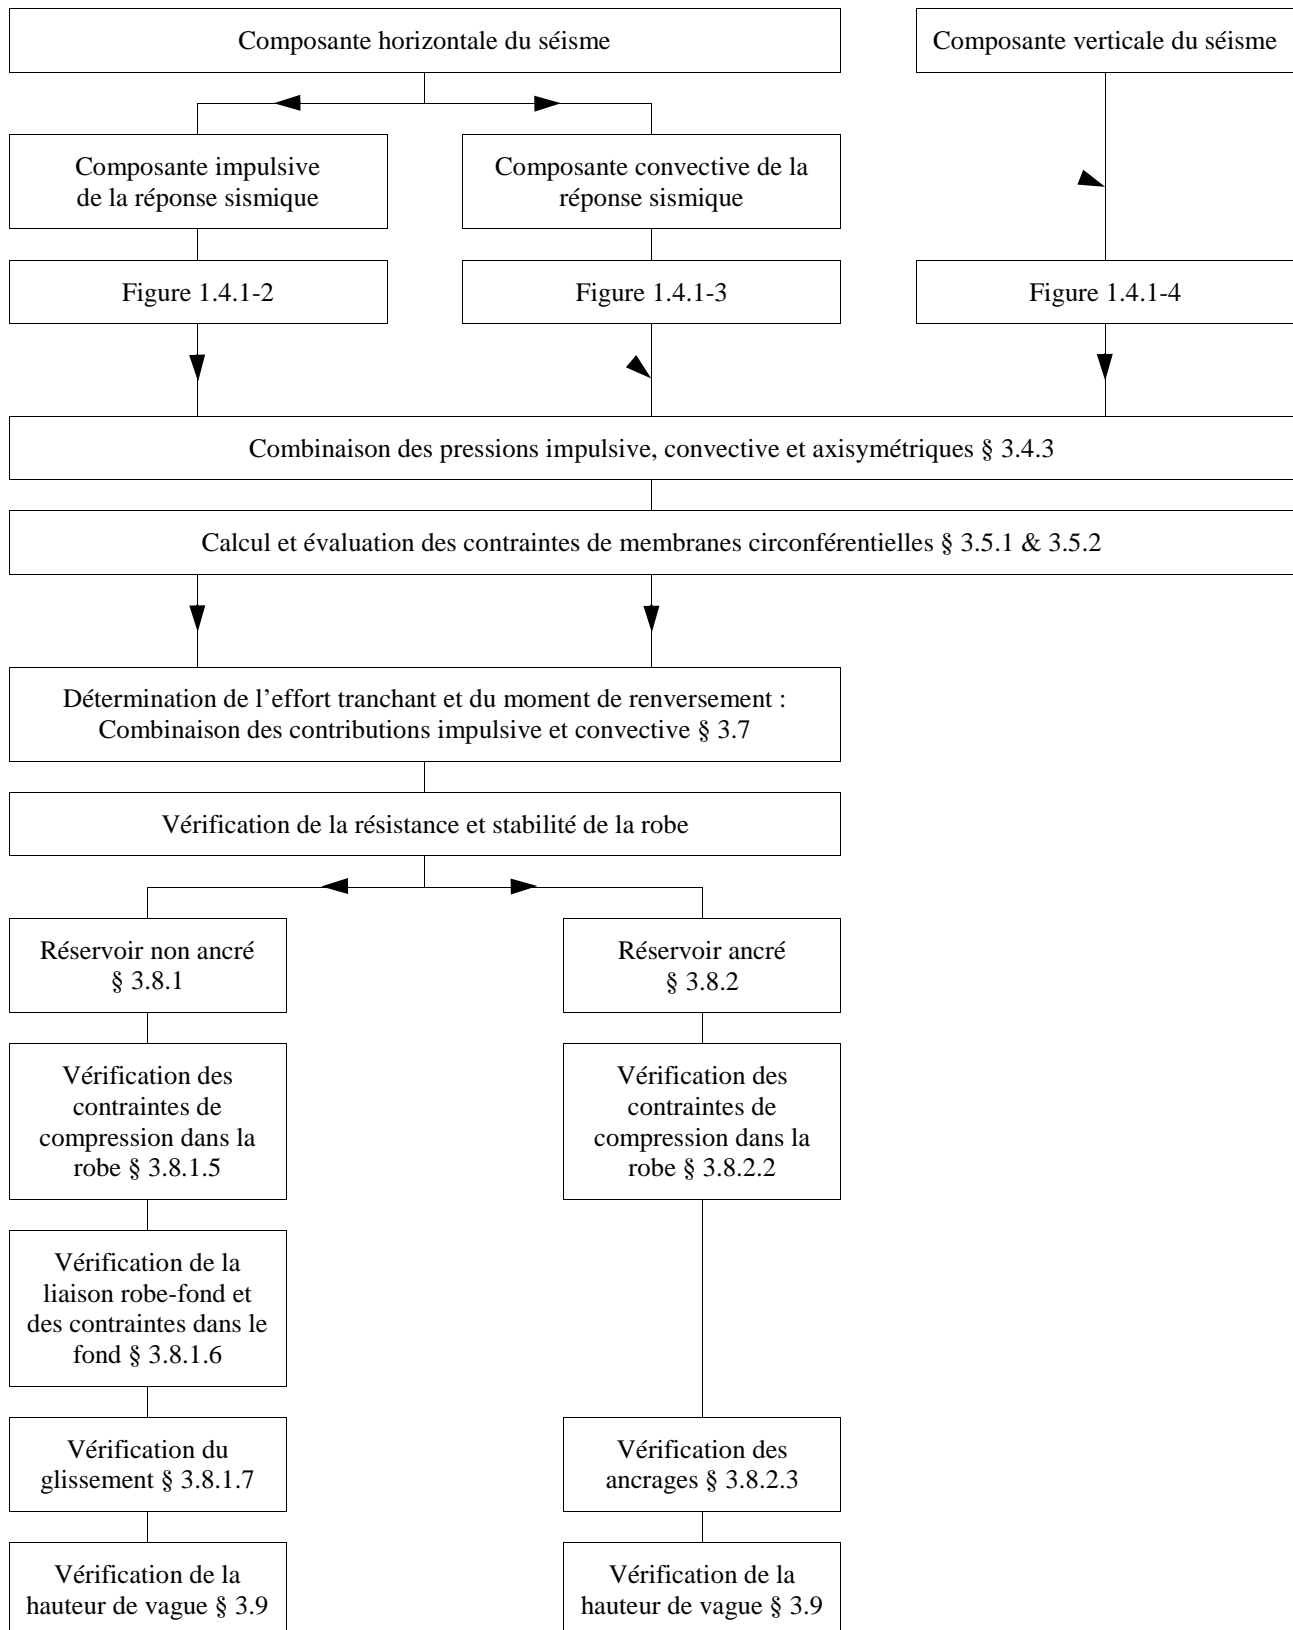 Composante horizontale du séisme
Composante verticale du séisme
Composante impulsive
de la réponse sismique
Composante convective de la
réponse sismique
Figure 1.4.1-2
Figure 1.4.1-3
Figure 1.4.1-4
Combinaison des pressions impulsive, convective et axisymétriques § 3.4.3
Calcul et évaluation des contraintes de membranes circonférentielles § 3.5.1 & 3.5.2
Détermination de l’effort tranchant et du moment de renversement :
Combinaison des contributions impulsive et convective § 3.7
Vérification de la résistance et stabilité de la robe
Réservoir non ancré
§ 3.8.1
Réservoir ancré
§ 3.8.2
Vérification des
contraintes de
compression dans la
robe § 3.8.1.5
Vérification des
contraintes de
compression dans la
robe § 3.8.2.2
Vérification de la
liaison robe-fond et
des contraintes dans le
fond § 3.8.1.6
Vérification du
glissement § 3.8.1.7
Vérification des
ancrages § 3.8.2.3
Vérification de la
hauteur de vague § 3.9
Vérification de la
hauteur de vague § 3.9